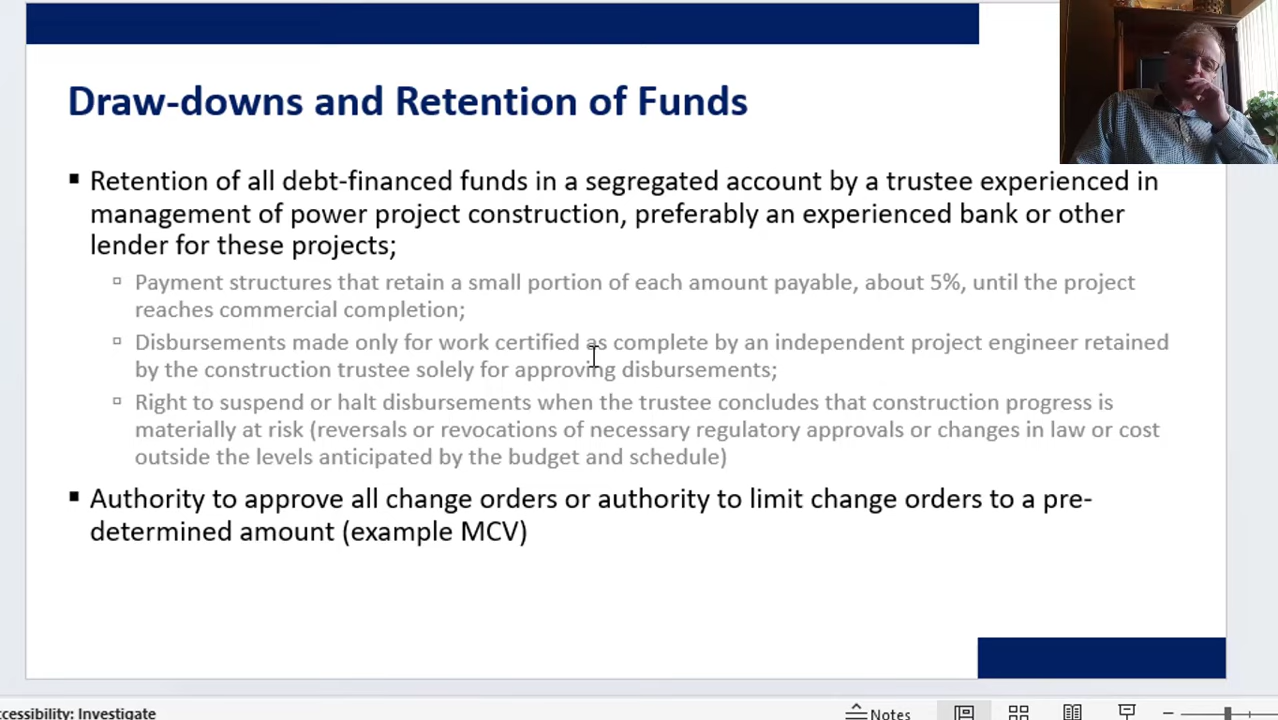 Draw-downs and Retention of Funds
▪ Retention of all debt-financed funds in a segregated account by a trustee experienced in
management of power project construction, preferably an experienced bank or other
lender for these projects;
▫ Payment structures that retain a small portion of each amount payable, about 5%, until the project
reaches commercial completion;
▫ Disbursements made only for work certified as complete by an independent project engineer retained
by the construction trustee solely for approving disbursements;
▫ Right to suspend or halt disbursements when the trustee concludes that construction progress is
materially at risk (reversals or revocations of necessary regulatory approvals or changes in law or cost
outside the levels anticipated by the budget and schedule)
▪ Authority to approve all change orders or authority to limit change orders to a pre-
determined amount (example MCV)
ccessibility: Investigate
Notes